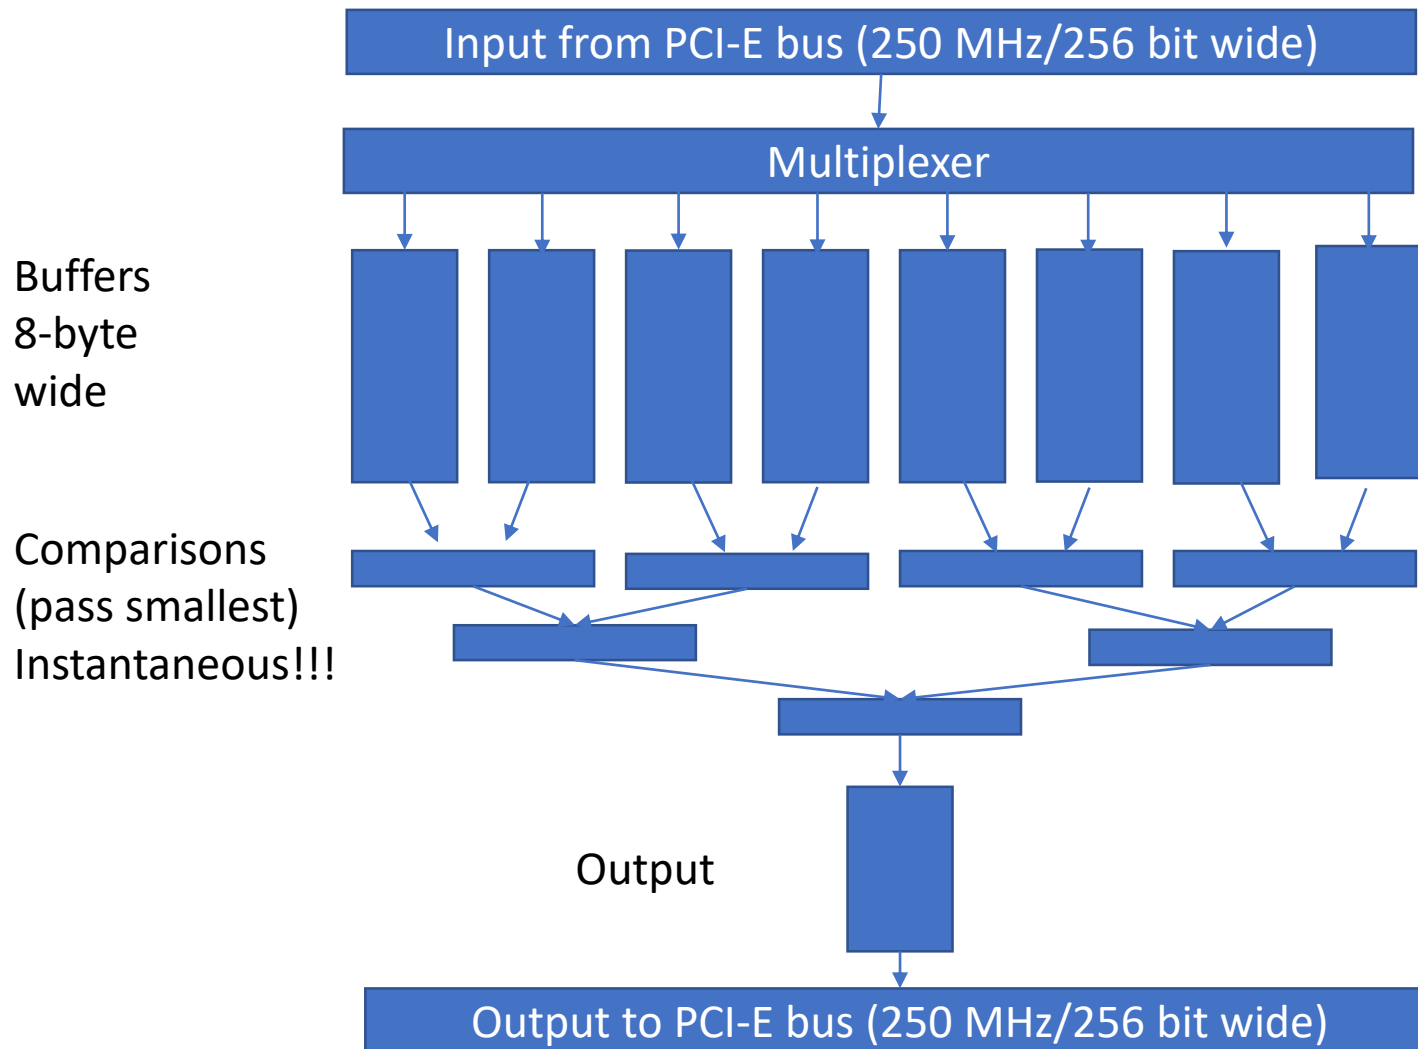 Input from PCI-E bus (250 MHz/256 bit wide)
Multiplexer
Buffers
8-byte
wide
Comparisons
(pass smallest)
Instantaneous!!!
Output
Output to PCI-E bus (250 MHz/256 bit wide)